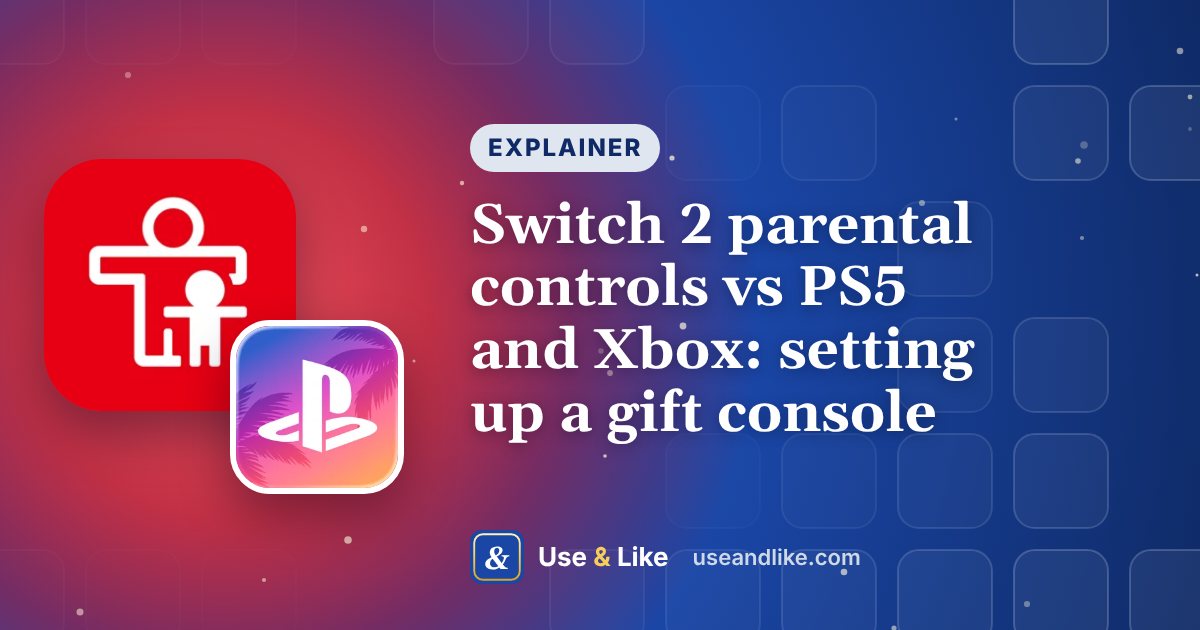 EXPLAINER
Switch 2 parental
controls vs PS5
and Xbox: setting
up a gift console
& Use & Like useandlike.com